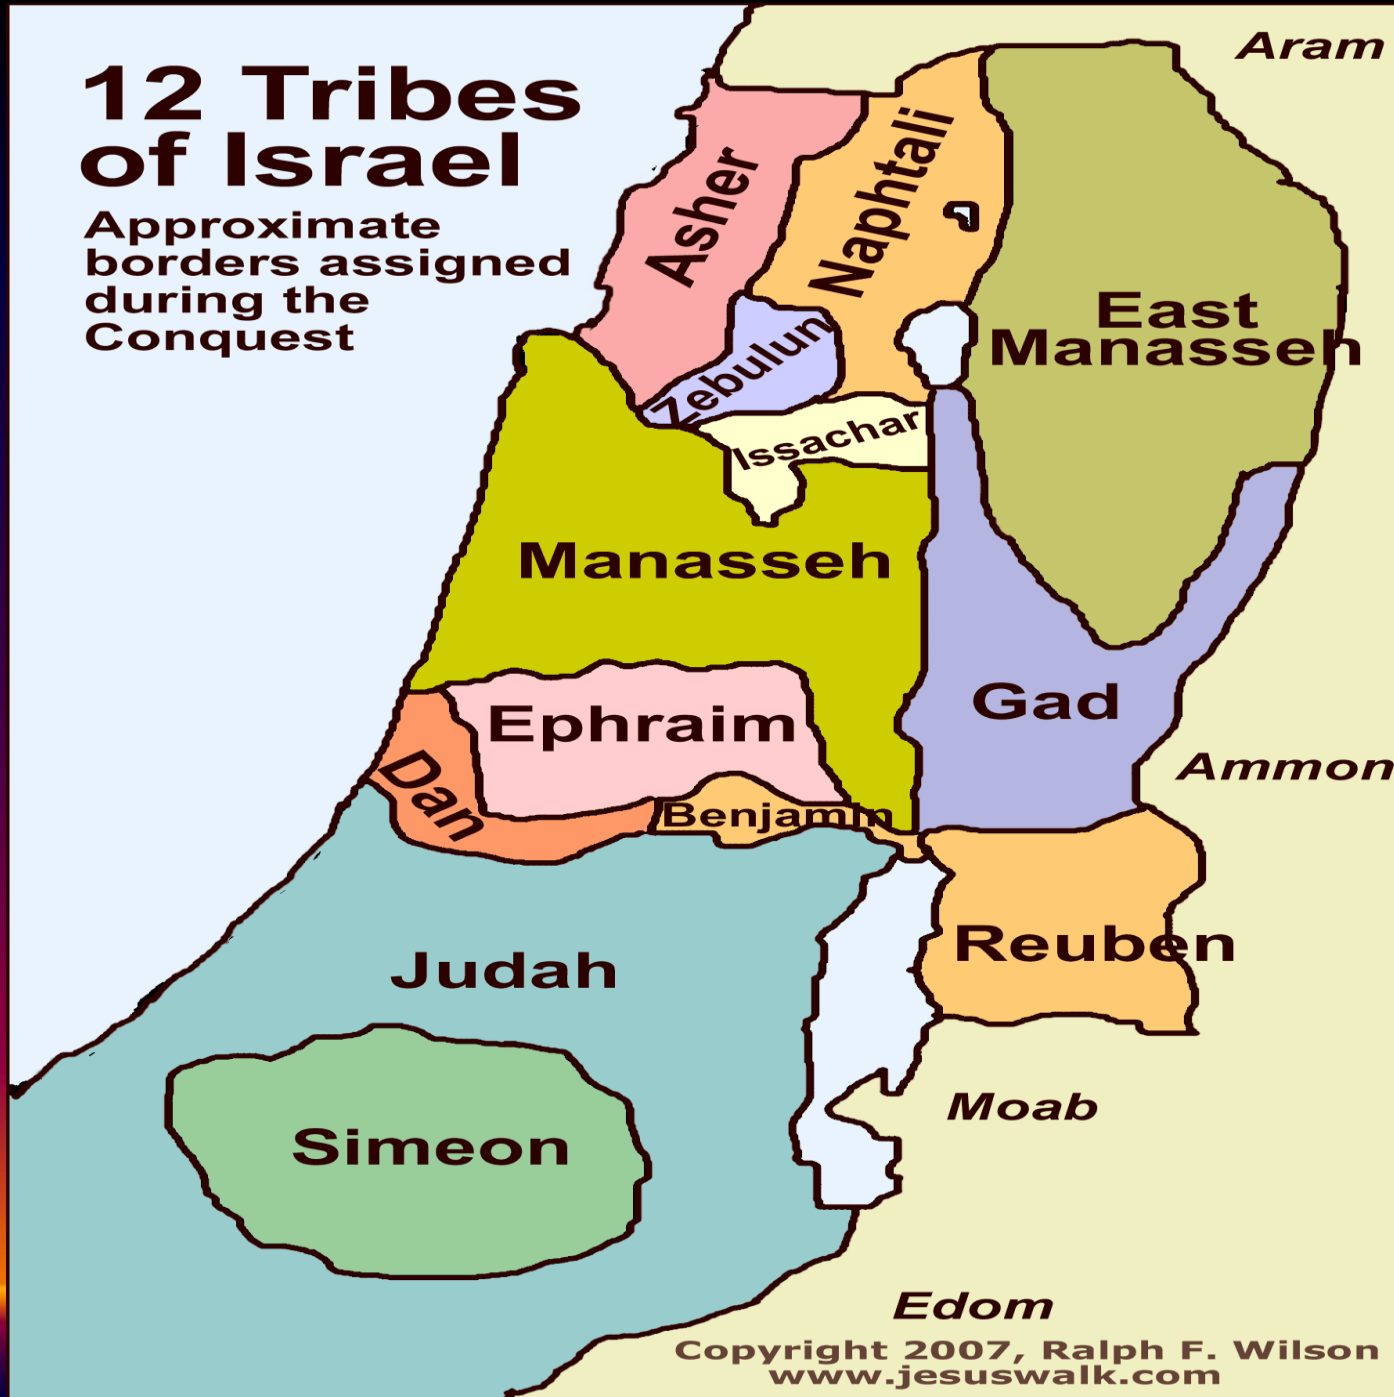 12 Tribes
of Israel
Approximate
borders assigned
during the
Conquest
Aram
Asher
Naphtali
East
Manasseh
Zebulun
Issachar
Manasseh
Gad
Ephraim
Dan
Ammon
Benjamin
Reuben
Judah
Moab
Simeon
Edom
Copyright 2007, Ralph F. Wilson
www.jesuswalk.com